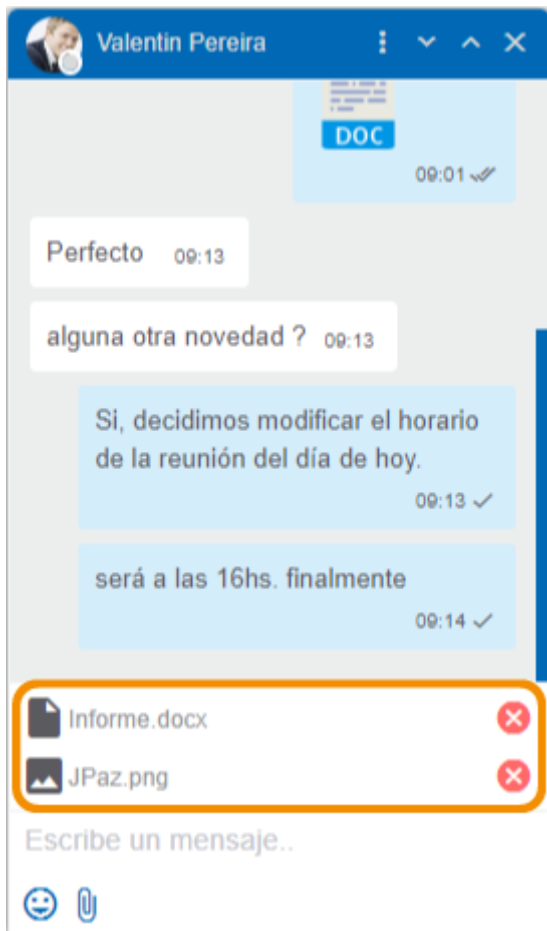 Valentin Pereira
DOC
09:01
Perfecto 09:13
alguna otra novedad ? 09:13
Si, decidimos modificar el horario
de la reunión del día de hoy.
09:13
será a las 16hs. finalmente
09:14
Informe.docx
JPaz.png
Escribe un mensaje..